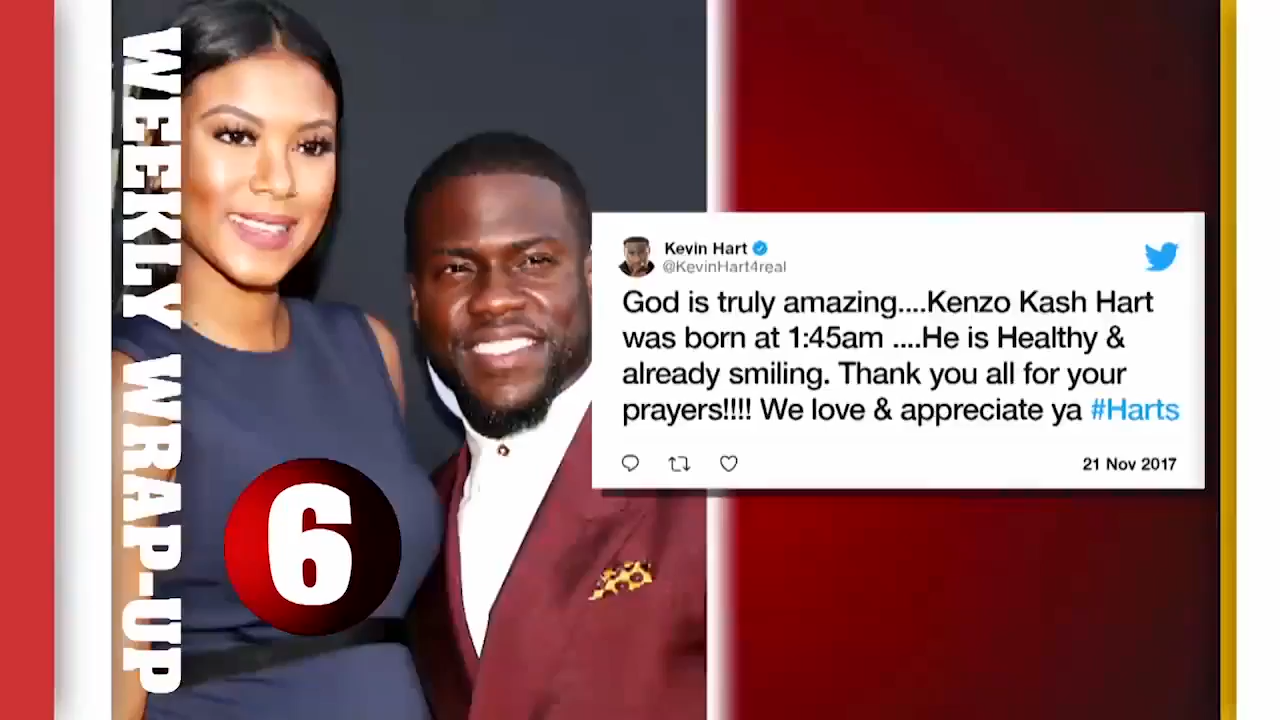 WEEKLY WRAP-UP
6
Kevin Hart
@KevinHart4real
God is truly amazing....Kenzo Kash Hart
was born at 1:45am ....He is Healthy &
already smiling. Thank you all for your
prayers!!!! We love & appreciate ya #Harts
21 Nov 2017